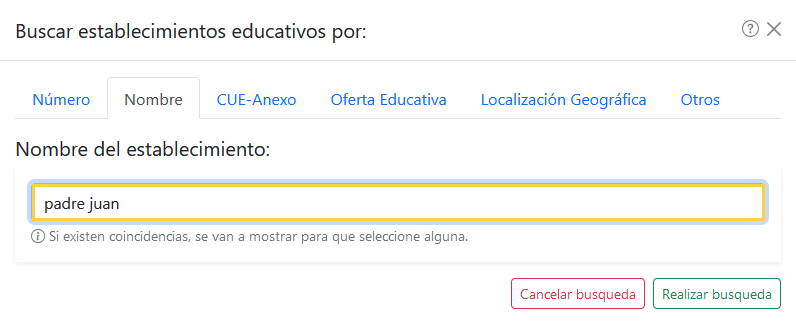 Buscar establecimientos educativos por:
Número Nombre CUE-Anexo Oferta Educativa Localización Geográfica Otros
Nombre del establecimiento:
padre juan
Si existen coincidencias, se van a mostrar para que seleccione alguna.
Cancelar busqueda Realizar busqueda